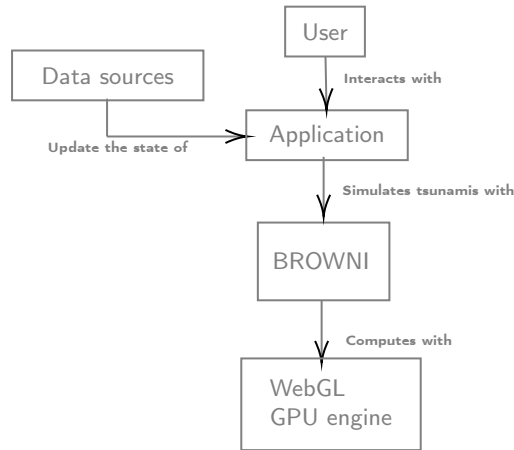 User
Data sources
Interacts with
Application
Update the state of
Simulates tsunamis with
BROWNI
Computes with
WebGL
GPU engine